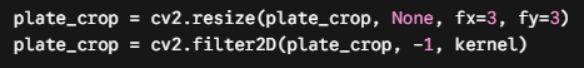 plate_crop = cv2.resize(plate_crop, None, fx=3, fy=3)
plate_crop = cv2.filter2D(plate_crop, -1, kernel)